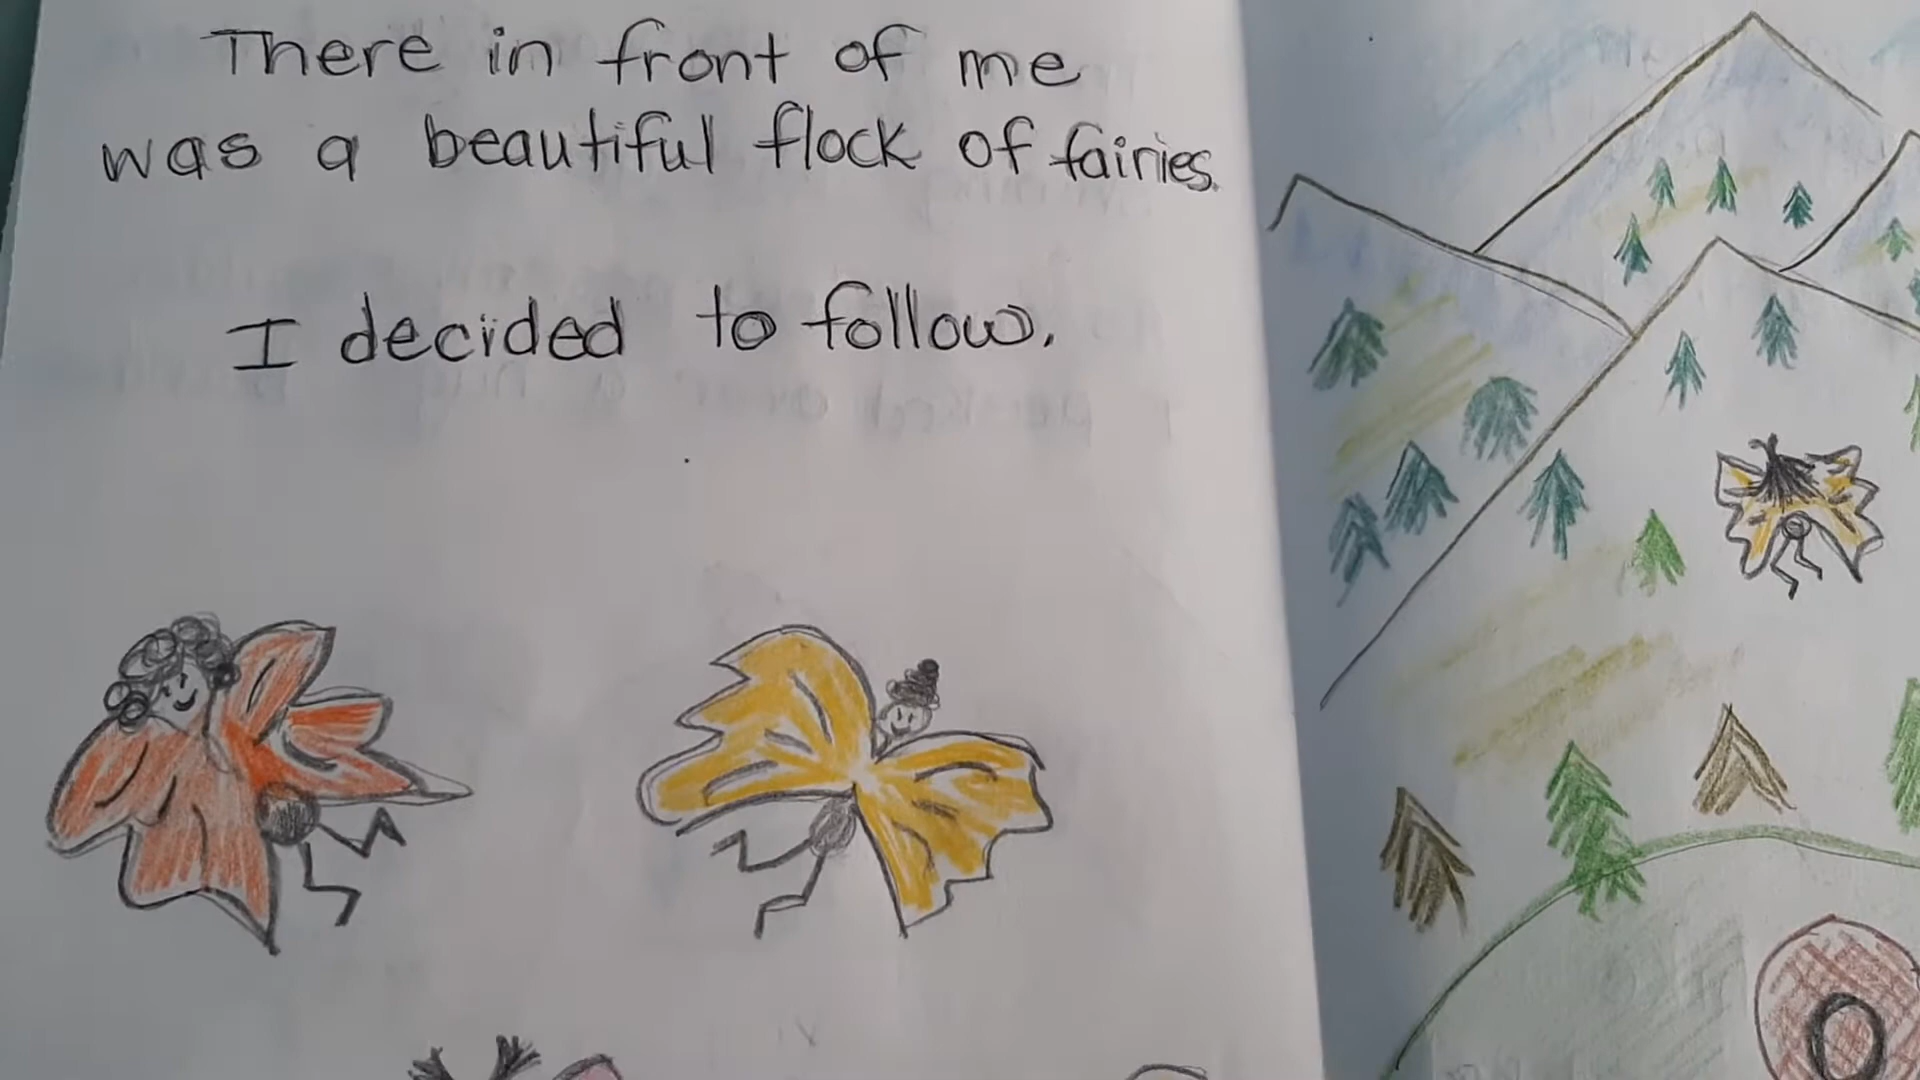 There in front of me
was a beautiful flock of fairies.
I decided to follow.